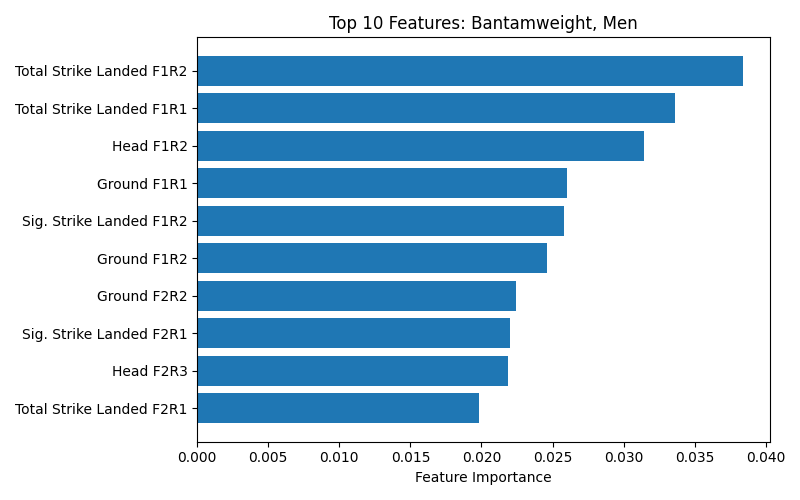 Top 10 Features: Bantamweight, Men
Total Strike Landed F1R2
Total Strike Landed F1R1
Head F1R2
Ground F1R1
Sig. Strike Landed F1R2
Ground F1R2
Ground F2R2
Sig. Strike Landed F2R1
Head F2R3
Total Strike Landed F2R1
0.000 0.005 0.010 0.015 0.020 0.025 0.030 0.035 0.040
Feature Importance